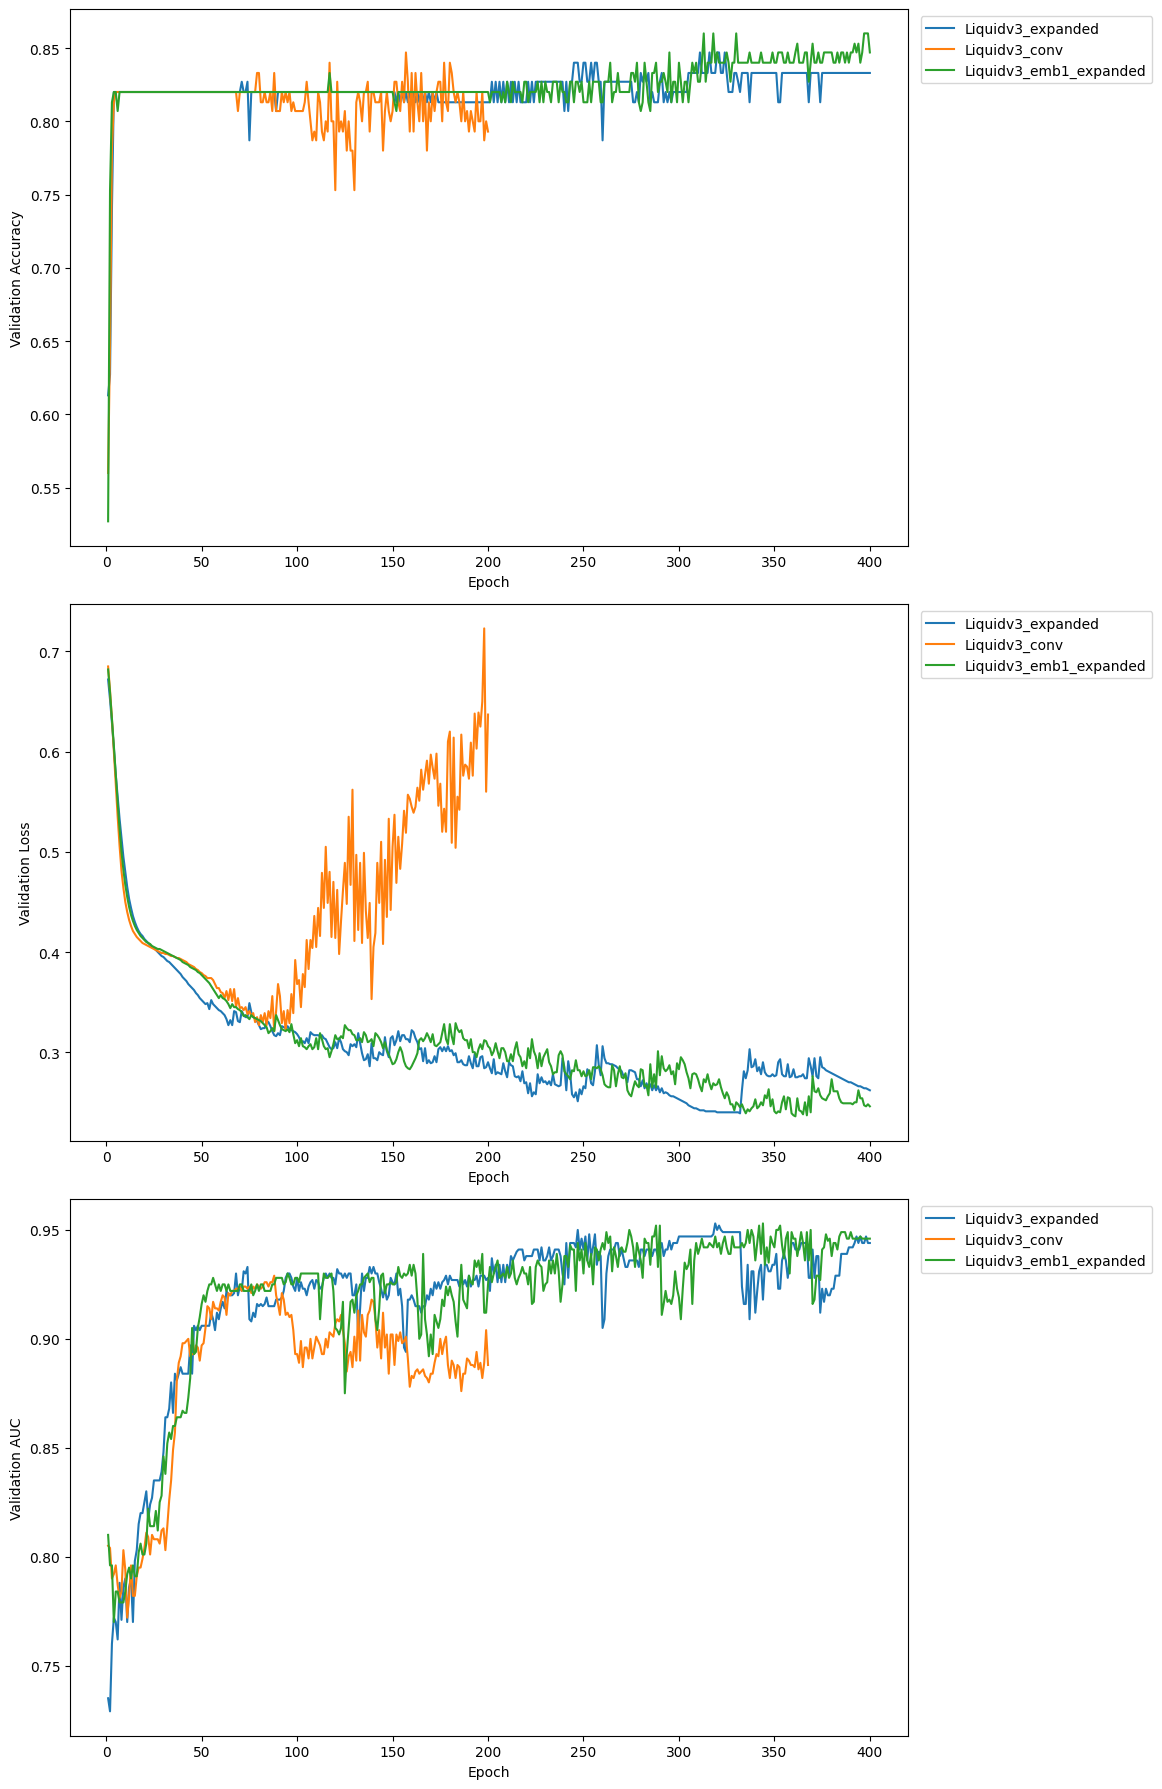 0.85
0.80
0.75
0.70
0.65
0.60
0.55
Validation Accuracy
0 50 100 150 200 250 300 350 400
Epoch
Liquidv3_expanded
Liquidv3_conv
Liquidv3_emb1_expanded
0.7
0.6
0.5
0.4
0.3
Validation Loss
0 50 100 150 200 250 300 350 400
Epoch
Liquidv3_expanded
Liquidv3_conv
Liquidv3_emb1_expanded
0.95
0.90
0.85
0.80
0.75
Validation AUC
0 50 100 150 200 250 300 350 400
Epoch
Liquidv3_expanded
Liquidv3_conv
Liquidv3_emb1_expanded